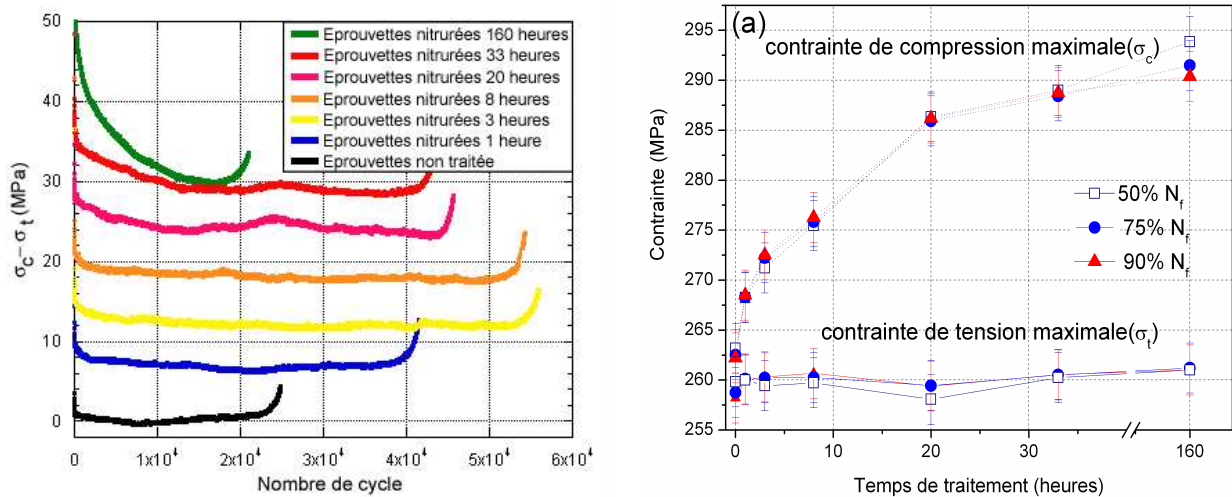 50
40
30
20
10
0
σc – σt (MPa)
Eprouvettes nitrurées 160 heures
Eprouvettes nitrurées 33 heures
Eprouvettes nitrurées 20 heures
Eprouvettes nitrurées 8 heures
Eprouvettes nitrurées 3 heures
Eprouvettes nitrurées 1 heure
Eprouvettes non traitée
0 1x10⁴ 2x10⁴ 3x10⁴ 4x10⁴ 5x10⁴ 6x10⁴
Nombre de cycle
(a)
contrainte de compression maximale(σc)
295
290
285
280
275
270
265
260
255
Contrainte (MPa)
50% Nf
75% Nf
90% Nf
contrainte de tension maximale(σt)
0 10 20 30 40 160
Temps de traitement (heures)